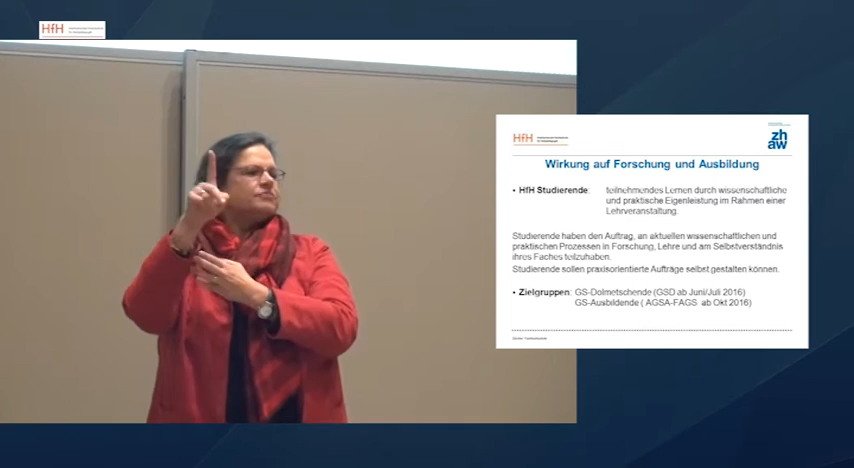 HfH
HfH
zh
aw
Wirkung auf Forschung und Ausbildung
• HfH Studierende: teilnehmendes Lernen durch wissenschaftliche
und praktische Eigenleistung im Rahmen einer
Lehrveranstaltung.
Studierende haben den Auftrag, an aktuellen wissenschaftlichen und
praktischen Prozessen in Forschung, Lehre und am Selbstverständnis
ihres Faches teilzuhaben.
Studierende sollen praxisorientierte Aufträge selbst gestalten können.
• Zielgruppen: GS-Dolmetschende (GSD ab Juni/Juli 2016)
GS-Ausbildende ( AGSA-FAGS ab Okt 2016)